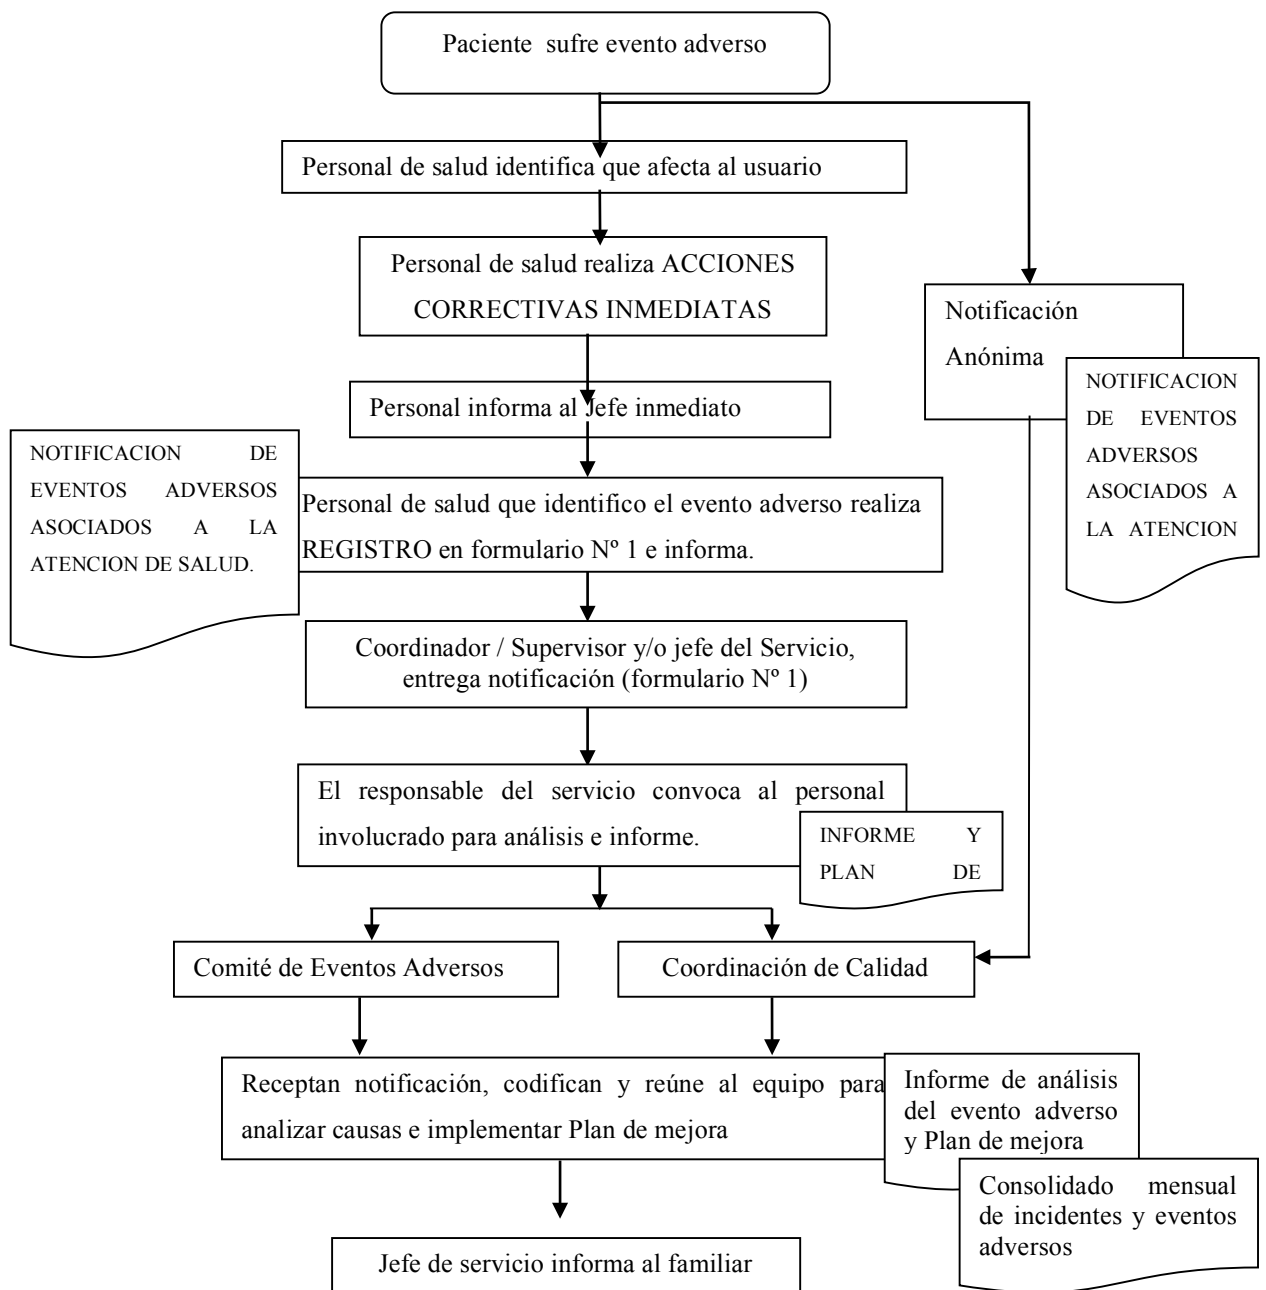 Paciente sufre evento adverso
Personal de salud identifica que afecta al usuario
Personal de salud realiza ACCIONES
CORRECTIVAS INMEDIATAS
Notificación
Anónima
NOTIFICACION
DE EVENTOS
ADVERSOS
ASOCIADOS A
LA ATENCION
Personal informa al Jefe inmediato
NOTIFICACION DE
EVENTOS ADVERSOS
ASOCIADOS A LA
ATENCION DE SALUD.
Personal de salud que identifico el evento adverso realiza
REGISTRO en formulario Nº 1 e informa.
Coordinador / Supervisor y/o jefe del Servicio,
entrega notificación (formulario Nº 1)
El responsable del servicio convoca al personal
involucrado para análisis e informe.
INFORME Y
PLAN DE
Comité de Eventos Adversos
Coordinación de Calidad
Receptan notificación, codifican y reúne al equipo para
analizar causas e implementar Plan de mejora
Informe de análisis
del evento adverso
y Plan de mejora
Consolidado mensual
de incidentes y eventos
adversos
Jefe de servicio informa al familiar